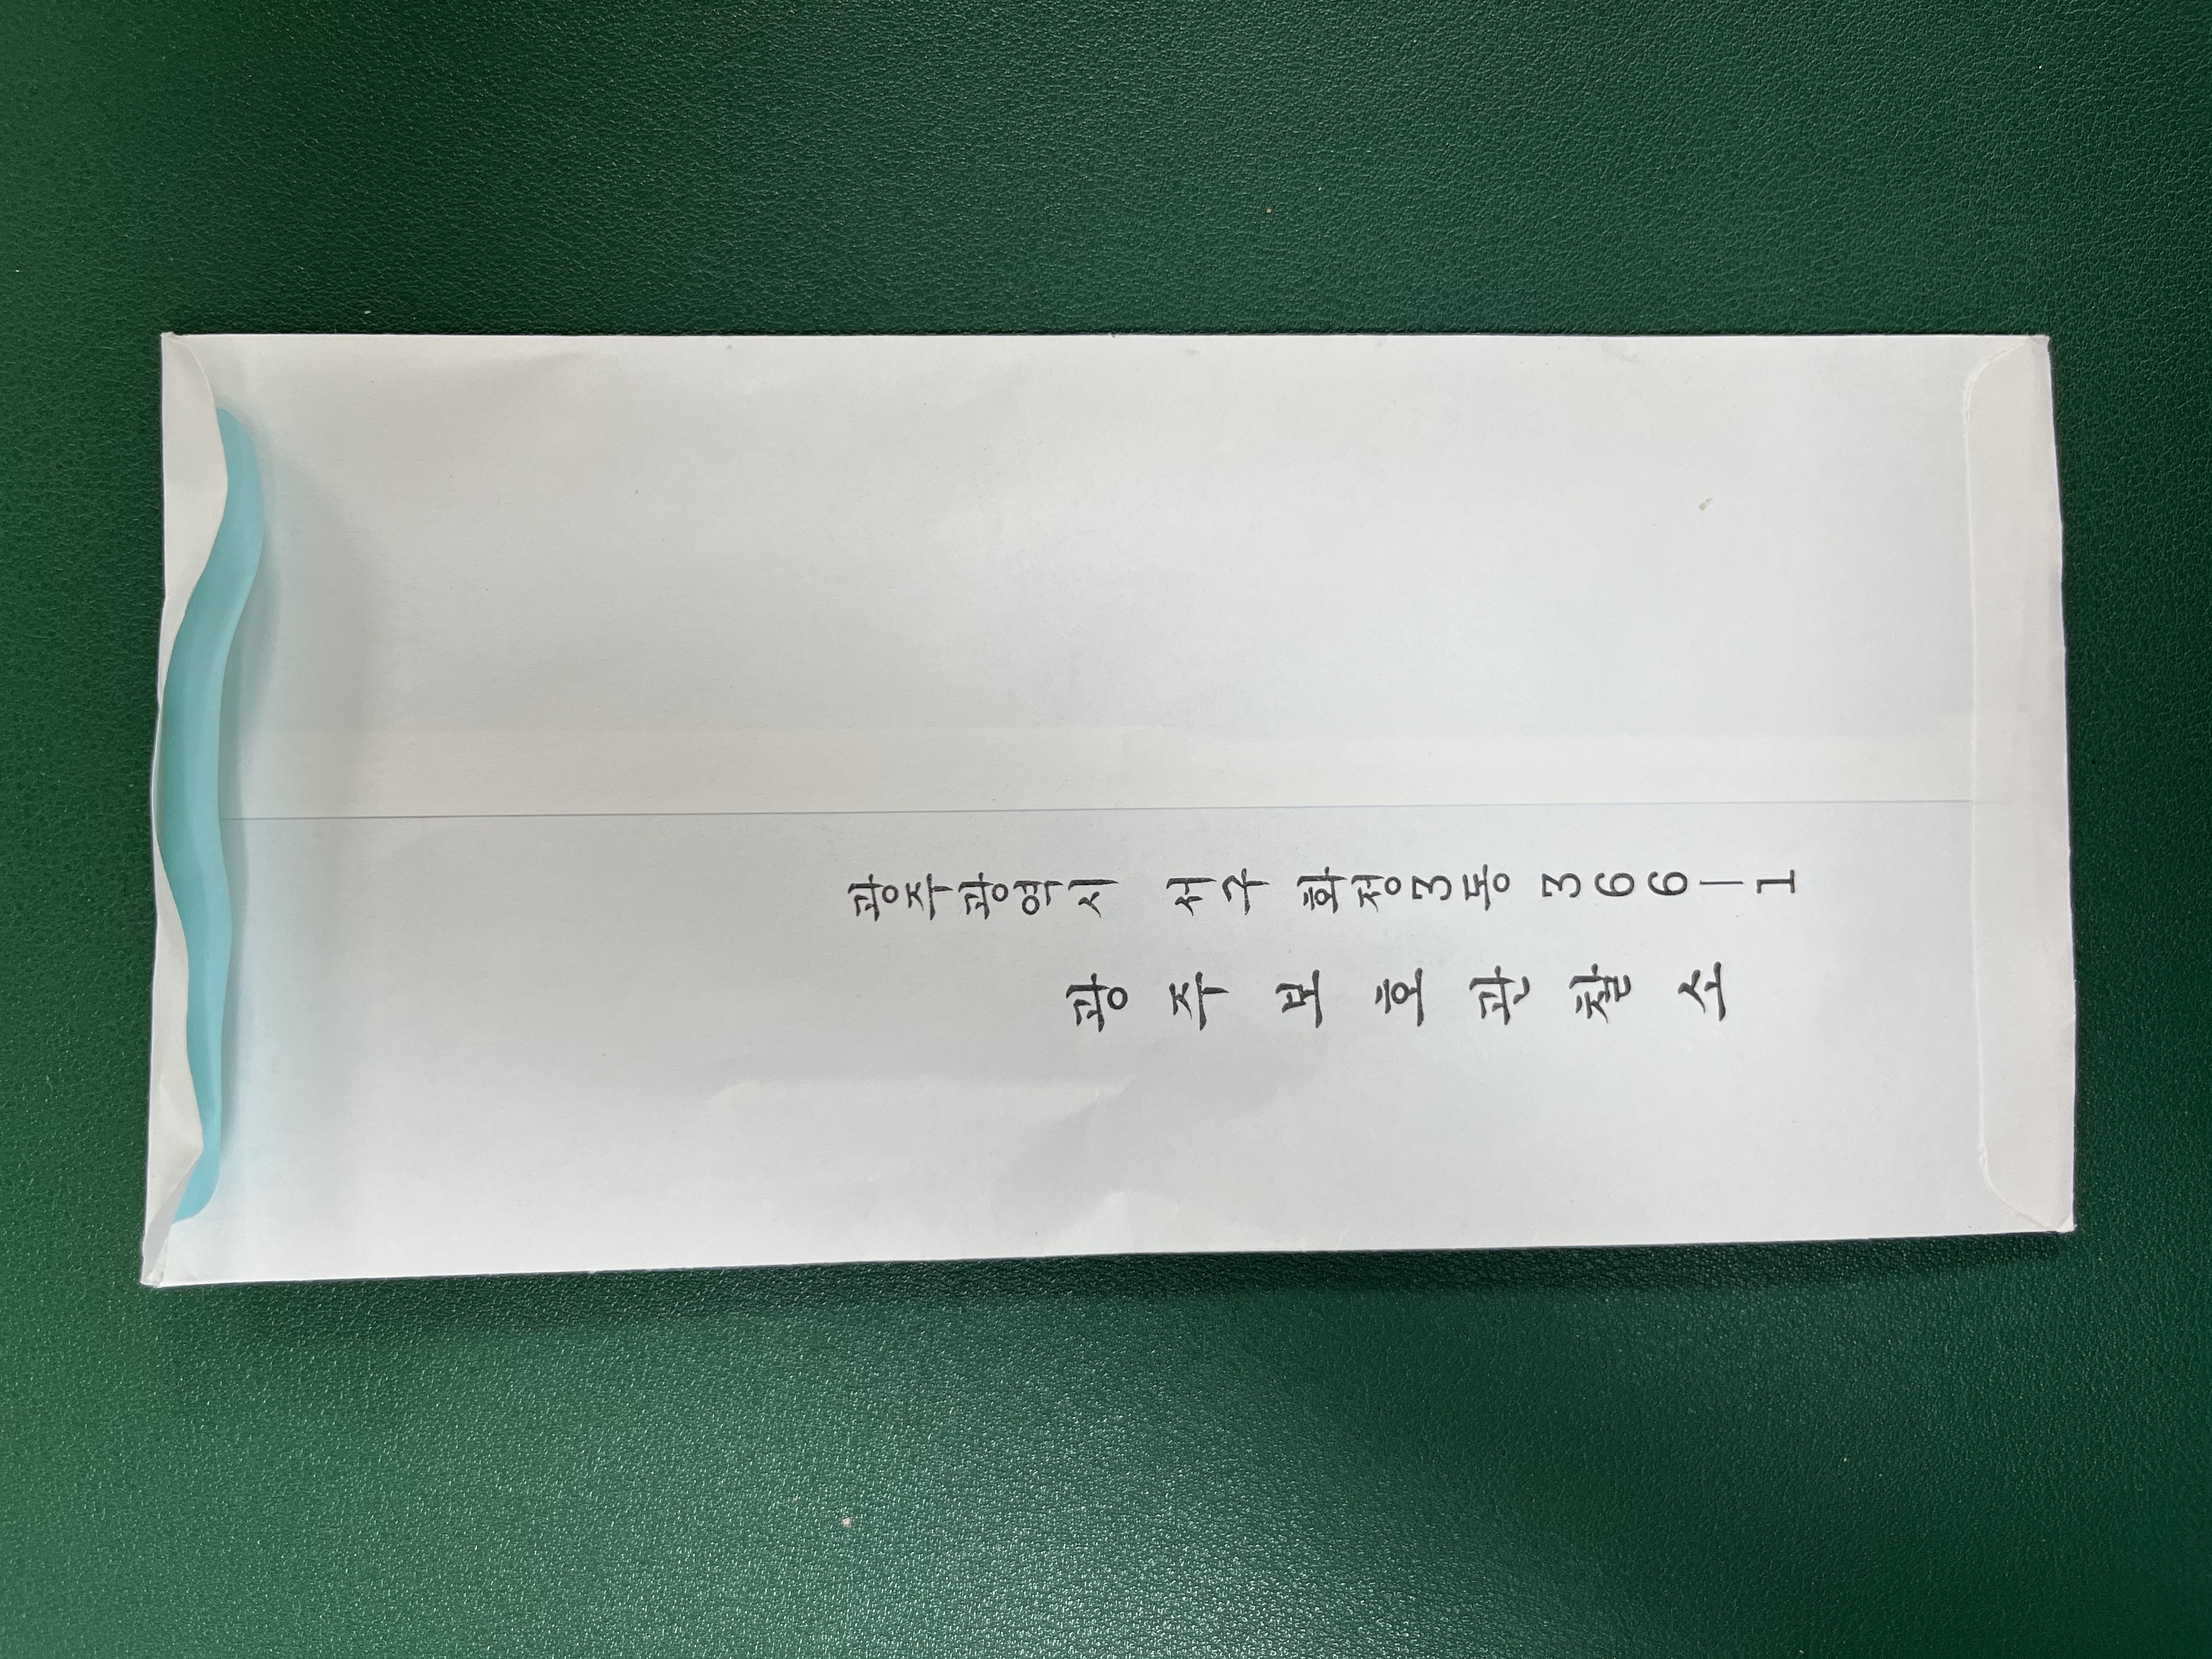 광주광역시 서구 화정3동 366-1
광 주 보 호 관 찰 소